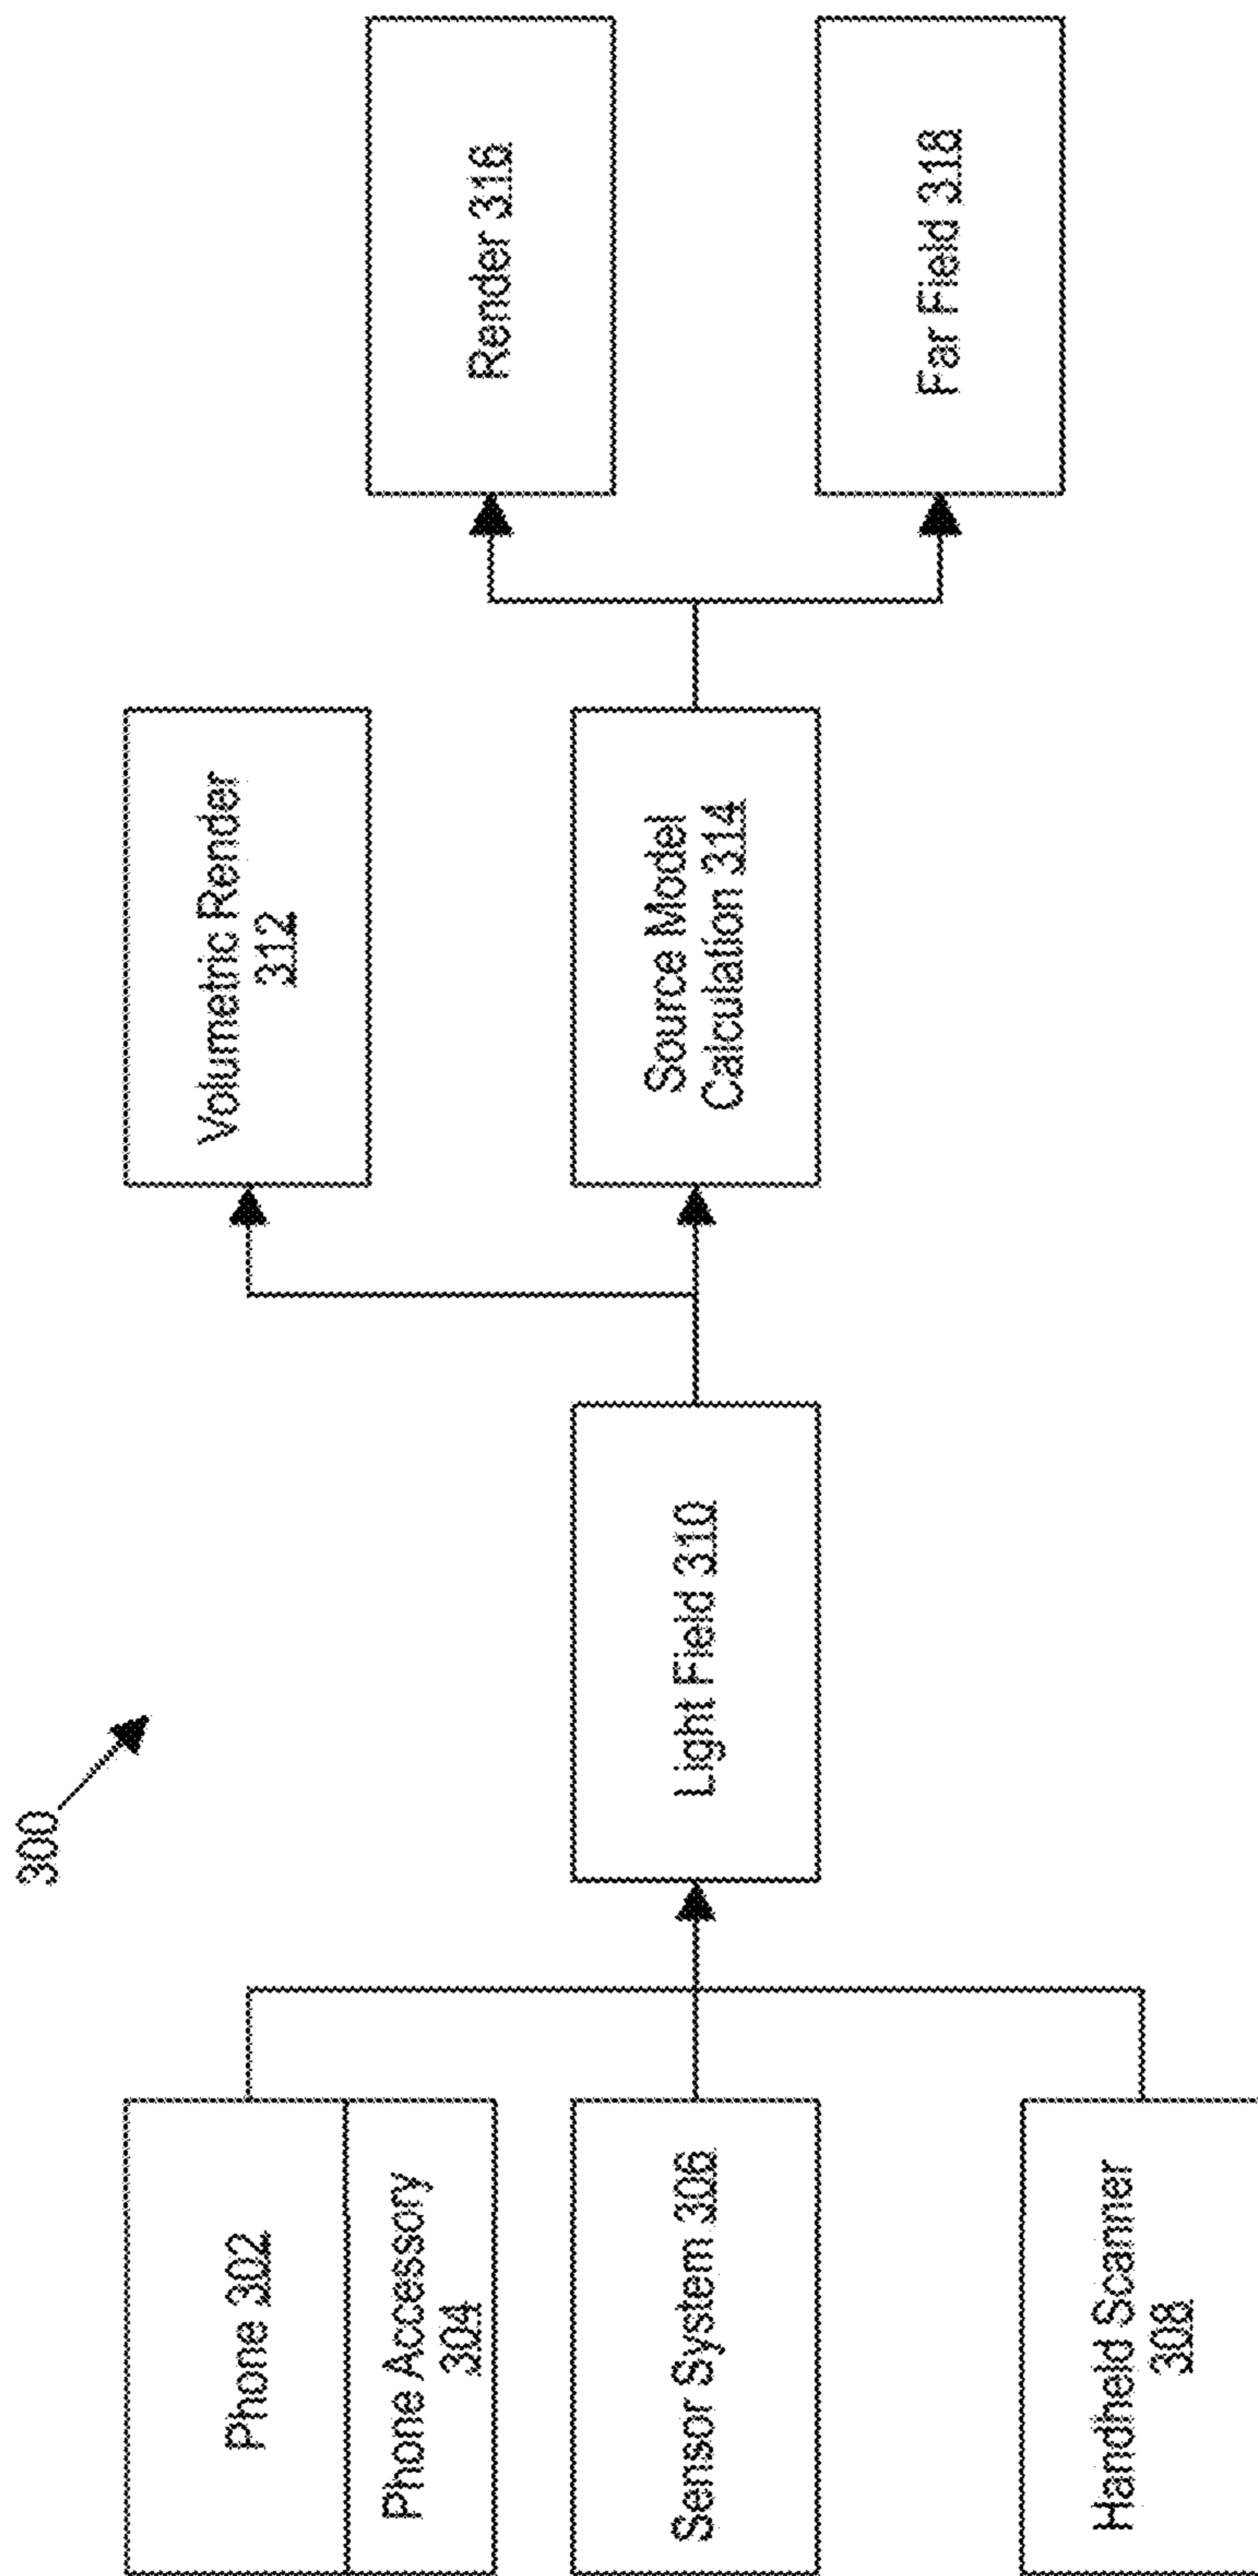 300
Phone 302
Phone Accessory
304
Sensor System 306
Handheld Scanner
308
Light Field 310
Volumetric Render
312
Source Model
Calculation 314
Render 316
Far Field 318